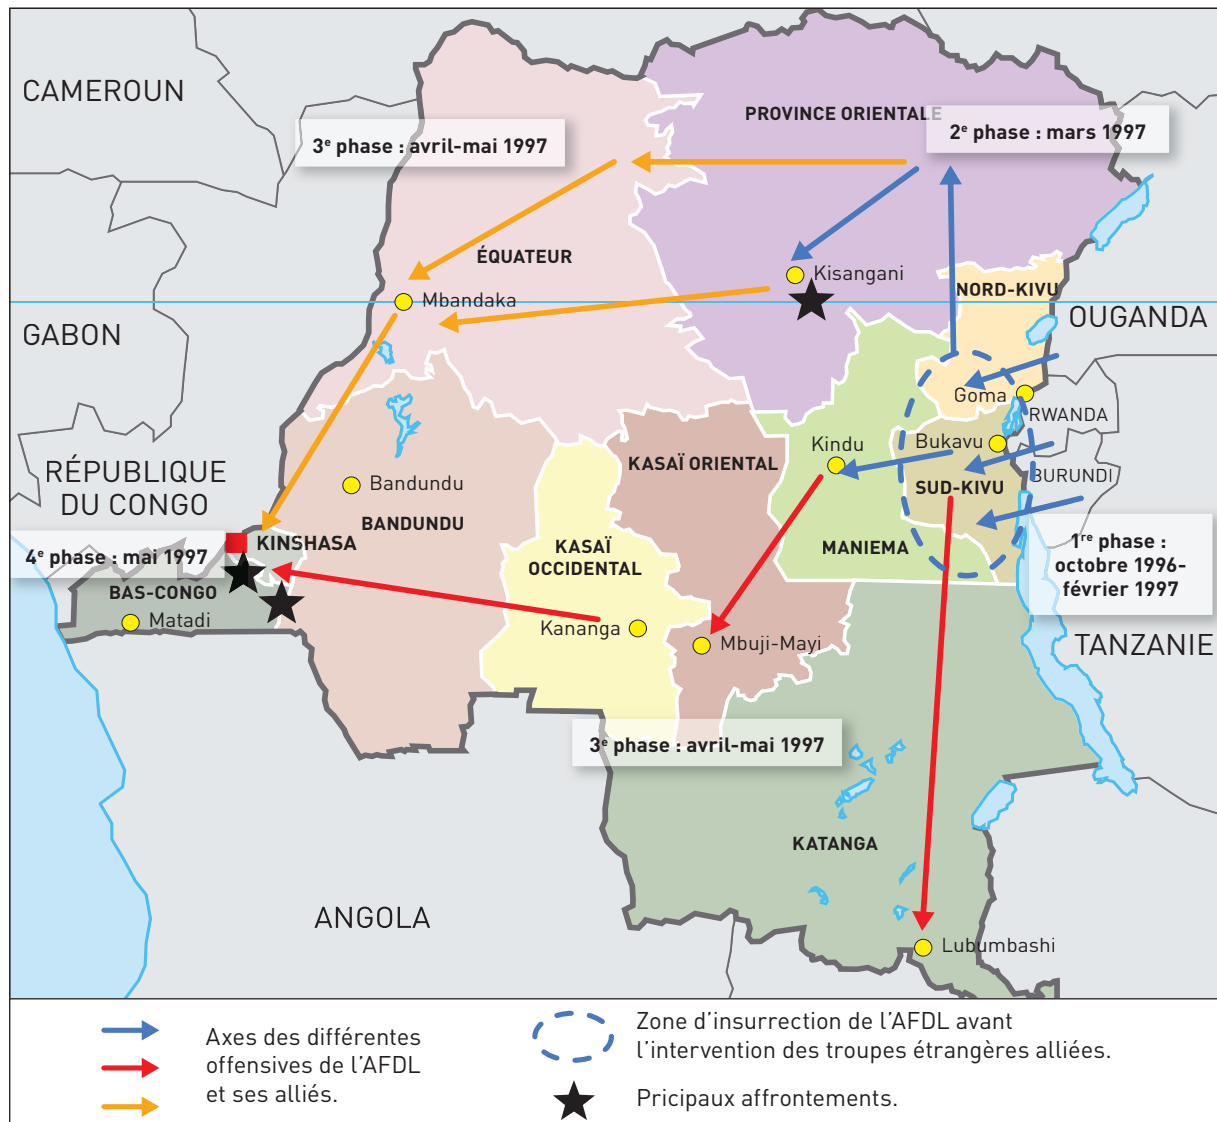 CAMEROUN
PROVINCE ORIENTALE
2e phase : mars 1997
3e phase : avril-mai 1997
ÉQUATEUR
Kisangani
NORD-KIVU
Mbandaka
OUGANDA
GABON
Goma
RWANDA
Kindu
Bukavu
KASAÏ ORIENTAL
RÉPUBLIQUE
DU CONGO
Bandundu
SUD-KIVU
BURUNDI
BANDUNDU
KINSHASA
4e phase : mai 1997
KASAÏ
OCCIDENTAL
MANIEMA
1re phase :
octobre 1996-
février 1997
BAS-CONGO
Matadi
Kananga
Mbuji-Mayi
TANZANIE
3e phase : avril-mai 1997
KATANGA
ANGOLA
Lubumbashi
Axes des différentes
offensives de l'AFDL
et ses alliés.
Zone d'insurrection de l'AFDL avant
l'intervention des troupes étrangères alliées.
Pricipaux affrontements.